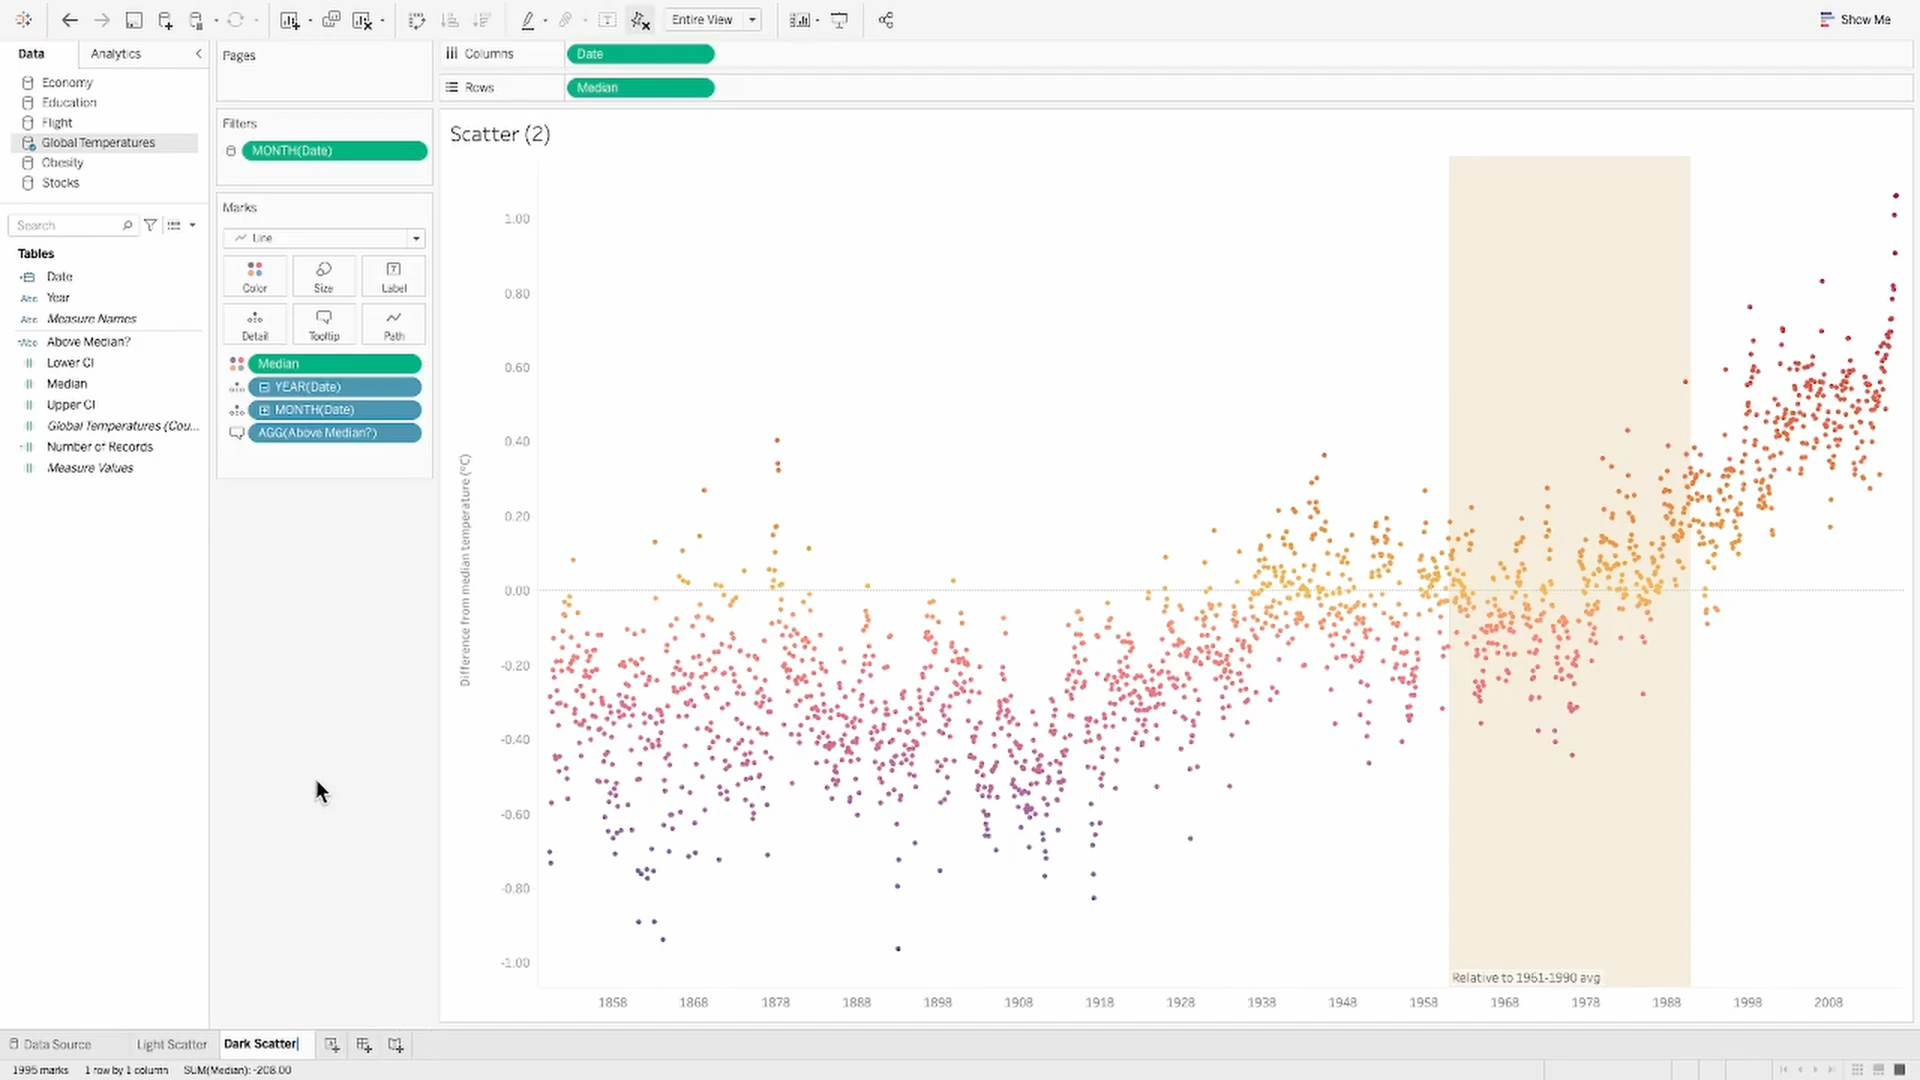 Entire View
Show Me
Data
Analytics
Economy
Education
Flight
Global Temperatures
Obesity
Stocks
Search
Tables
Date
Abc Year
Abc Measure Names
Abc Above Median?
Lower CI
Median
Upper CI
Global Temperatures (Cou...
Number of Records
Measure Values
Pages
Filters
MONTH(Date)
Marks
Line
Color
Size
Label
Detail
Tooltip
Path
Median
YEAR(Date)
MONTH(Date)
AGG(Above Median?)
Columns
Date
Rows
Median
Scatter (2)
Difference from median temperature (°C)
1.00
0.80
0.60
0.40
0.20
0.00
-0.20
-0.40
-0.60
-0.80
-1.00
Relative to 1961-1990 avg
1858 1868 1878 1888 1898 1908 1918 1928 1938 1948 1958 1968 1978 1988 1998 2008
Data Source
Light Scatter
Dark Scatter
1995 marks
1 row by 1 column
SUM(Median): -208.00